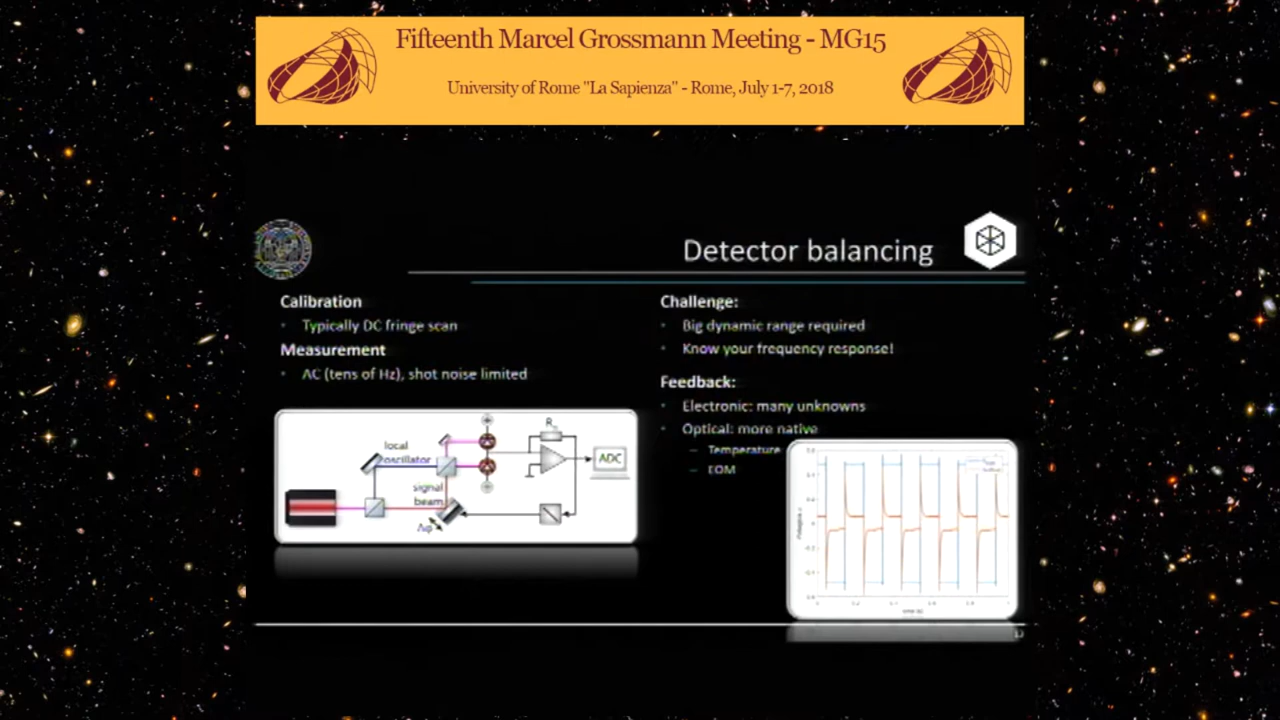 Fifteenth Marcel Grossmann Meeting - MG15
University of Rome "La Sapienza" - Rome, July 1-7, 2018
Detector balancing
Calibration
Typically DC fringe scan
Measurement
AC (tens of Hz), shot noise limited
Challenge:
Big dynamic range required
Know your frequency response!
Feedback:
Electronic: many unknowns
Optical: more native
– Temperature
– EOM
local
oscillator
signal
beam
Δφ
R
ADC